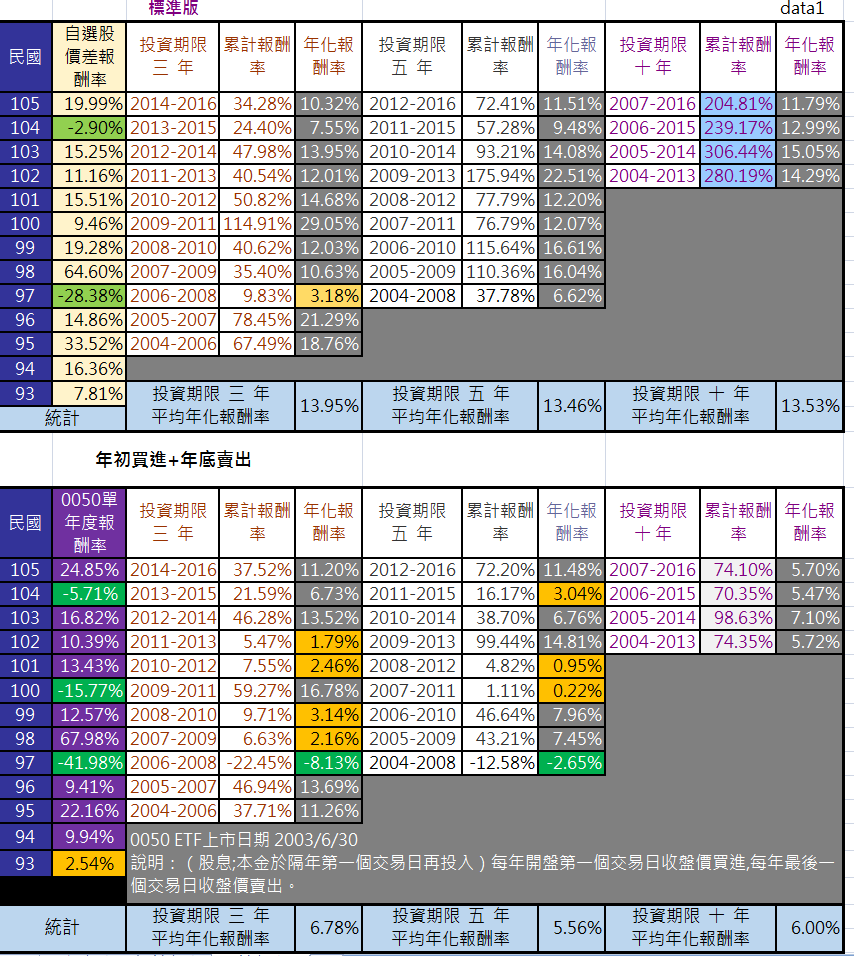 標準版 data1
民國 自選股價差報酬率 投資期限 三 年 累計報酬率 年化報酬率 投資期限 五 年 累計報酬率 年化報酬率 投資期限 十 年 累計報酬率 年化報酬率
105 19.99% 2014-2016 34.28% 10.32% 2012-2016 72.41% 11.51% 2007-2016 204.81% 11.79%
104 -2.90% 2013-2015 24.40% 7.55% 2011-2015 57.28% 9.48% 2006-2015 239.17% 12.99%
103 15.25% 2012-2014 47.98% 13.95% 2010-2014 93.21% 14.08% 2005-2014 306.44% 15.05%
102 11.16% 2011-2013 40.54% 12.01% 2009-2013 175.94% 22.51% 2004-2013 280.19% 14.29%
101 15.51% 2010-2012 50.82% 14.68% 2008-2012 77.79% 12.20%
100 9.46% 2009-2011 114.91% 29.05% 2007-2011 76.79% 12.07%
99 19.28% 2008-2010 40.62% 12.03% 2006-2010 115.64% 16.61%
98 64.60% 2007-2009 35.40% 10.63% 2005-2009 110.36% 16.04%
97 -28.38% 2006-2008 9.83% 3.18% 2004-2008 37.78% 6.62%
96 14.86% 2005-2007 78.45% 21.29%
95 33.52% 2004-2006 67.49% 18.76%
94 16.36%
93 7.81%
統計 投資期限 三 年 平均年化報酬率 13.95% 投資期限 五 年 平均年化報酬率 13.46% 投資期限 十 年 平均年化報酬率 13.53%
年初買進+年底賣出
民國 0050單年度報酬率 投資期限 三 年 累計報酬率 年化報酬率 投資期限 五 年 累計報酬率 年化報酬率 投資期限 十 年 累計報酬率 年化報酬率
105 24.85% 2014-2016 37.52% 11.20% 2012-2016 72.20% 11.48% 2007-2016 74.10% 5.70%
104 -5.71% 2013-2015 21.59% 6.73% 2011-2015 16.17% 3.04% 2006-2015 70.35% 5.47%
103 16.82% 2012-2014 46.28% 13.52% 2010-2014 38.70% 6.76% 2005-2014 98.63% 7.10%
102 10.39% 2011-2013 5.47% 1.79% 2009-2013 99.44% 14.81% 2004-2013 74.35% 5.72%
101 13.43% 2010-2012 7.55% 2.46% 2008-2012 4.82% 0.95%
100 -15.77% 2009-2011 59.27% 16.78% 2007-2011 1.11% 0.22%
99 12.57% 2008-2010 9.71% 3.14% 2006-2010 46.64% 7.96%
98 67.98% 2007-2009 6.63% 2.16% 2005-2009 43.21% 7.45%
97 -41.98% 2006-2008 -22.45% -8.13% 2004-2008 -12.58% -2.65%
96 9.41% 2005-2007 46.94% 13.69%
95 22.16% 2004-2006 37.71% 11.26%
94 9.94% 0050 ETF上市日期 2003/6/30
93 2.54% 說明：（股息;本金於隔年第一個交易日再投入）每年開盤第一個交易日收盤價買進,每年最後一
個交易日收盤價賣出。
統計 投資期限 三 年 平均年化報酬率 6.78% 投資期限 五 年 平均年化報酬率 5.56% 投資期限 十 年 平均年化報酬率 6.00%